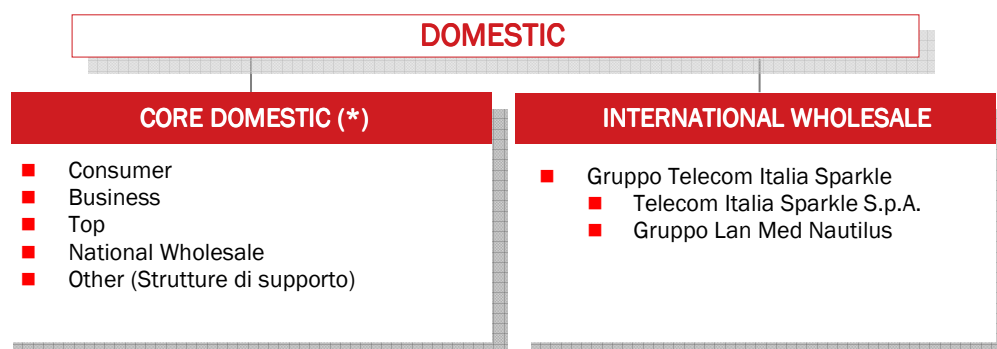 DOMESTIC
CORE DOMESTIC (*)
Consumer
Business
Top
National Wholesale
Other (Strutture di supporto)
INTERNATIONAL WHOLESALE
Gruppo Telecom Italia Sparkle
Telecom Italia Sparkle S.p.A.
Gruppo Lan Med Nautilus